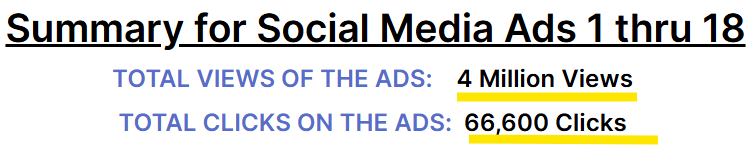 Summary for Social Media Ads 1 thru 18
TOTAL VIEWS OF THE ADS: 4 Million Views
TOTAL CLICKS ON THE ADS: 66,600 Clicks